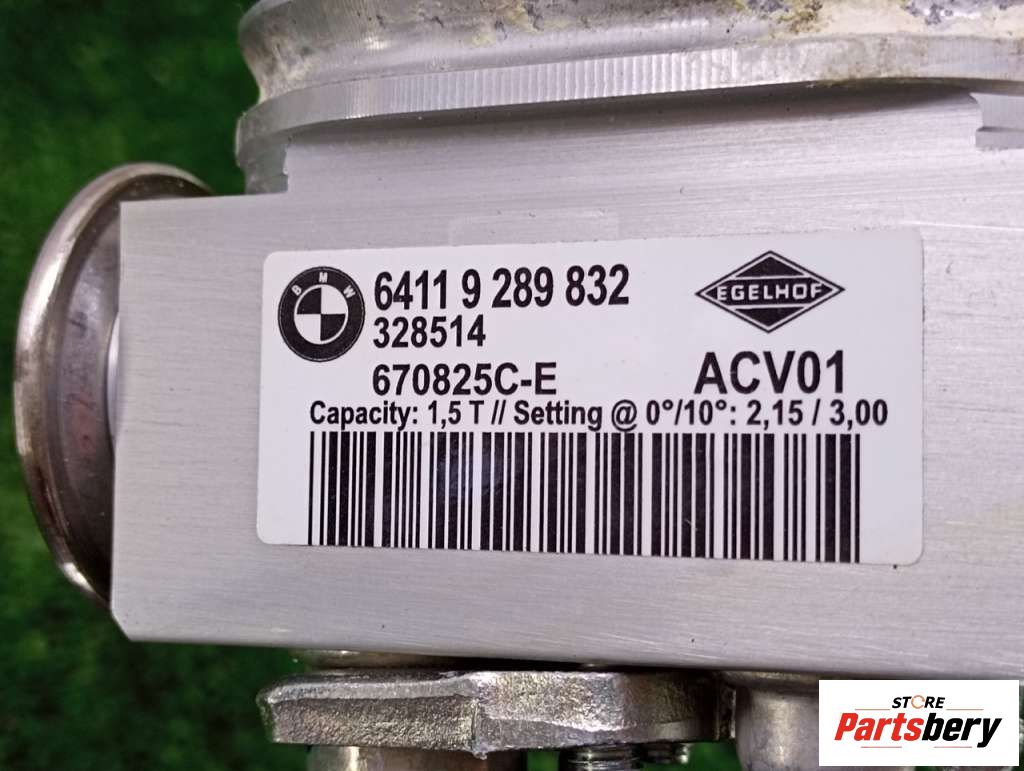 BMW
6411 9 289 832
EGELHOF
328514
670825C-E
ACV01
Capacity: 1,5 T // Setting @ 0°/10°: 2,15 / 3,00
STORE
Partsbery